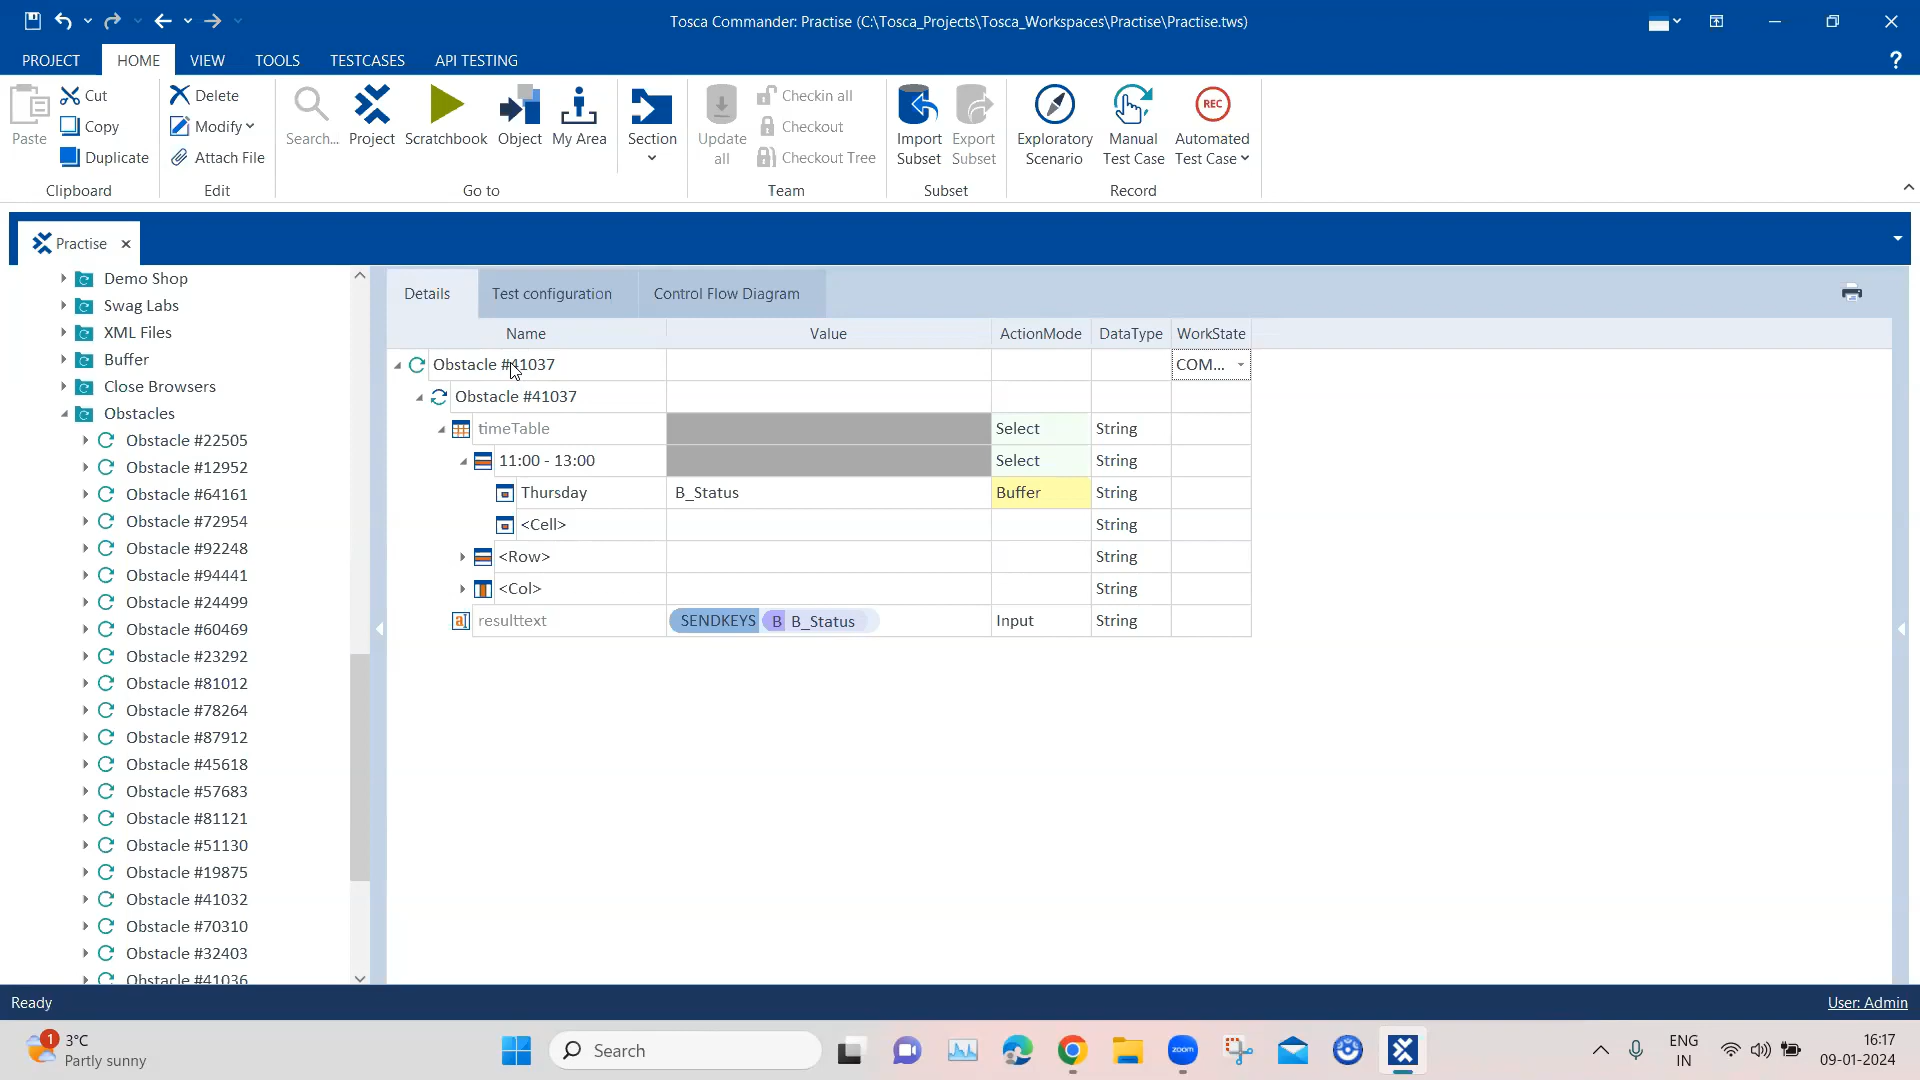 Tosca Commander: Practise (C:\Tosca_Projects\Tosca_Workspaces\Practise\Practise.tws)
PROJECT HOME VIEW TOOLS TESTCASES API TESTING ?
Paste
Cut
Copy
Duplicate
Clipboard
Delete
Modify
Attach File
Edit
Search...
Project
Scratchbook
Object
My Area
Section
Go to
Update all
Checkin all
Checkout
Checkout Tree
Team
Import Subset
Export Subset
Subset
Exploratory Scenario
Manual Test Case
REC
Automated Test Case
Record
Practise
Demo Shop
Swag Labs
XML Files
Buffer
Close Browsers
Obstacles
Obstacle #22505
Obstacle #12952
Obstacle #64161
Obstacle #72954
Obstacle #92248
Obstacle #94441
Obstacle #24499
Obstacle #60469
Obstacle #23292
Obstacle #81012
Obstacle #78264
Obstacle #87912
Obstacle #45618
Obstacle #57683
Obstacle #81121
Obstacle #51130
Obstacle #19875
Obstacle #41032
Obstacle #70310
Obstacle #32403
Obstacle #41036
Details Test configuration Control Flow Diagram
Name Value ActionMode DataType WorkState
Obstacle #41037 COM...
Obstacle #41037
timeTable Select String
11:00 - 13:00 Select String
Thursday B_Status Buffer String
<Cell> String
<Row> String
<Col> String
a resulttext SENDKEYS B B_Status Input String
Ready User: Admin
1
3°C
Partly sunny
Search
zoom
ENG
IN
16:17
09-01-2024